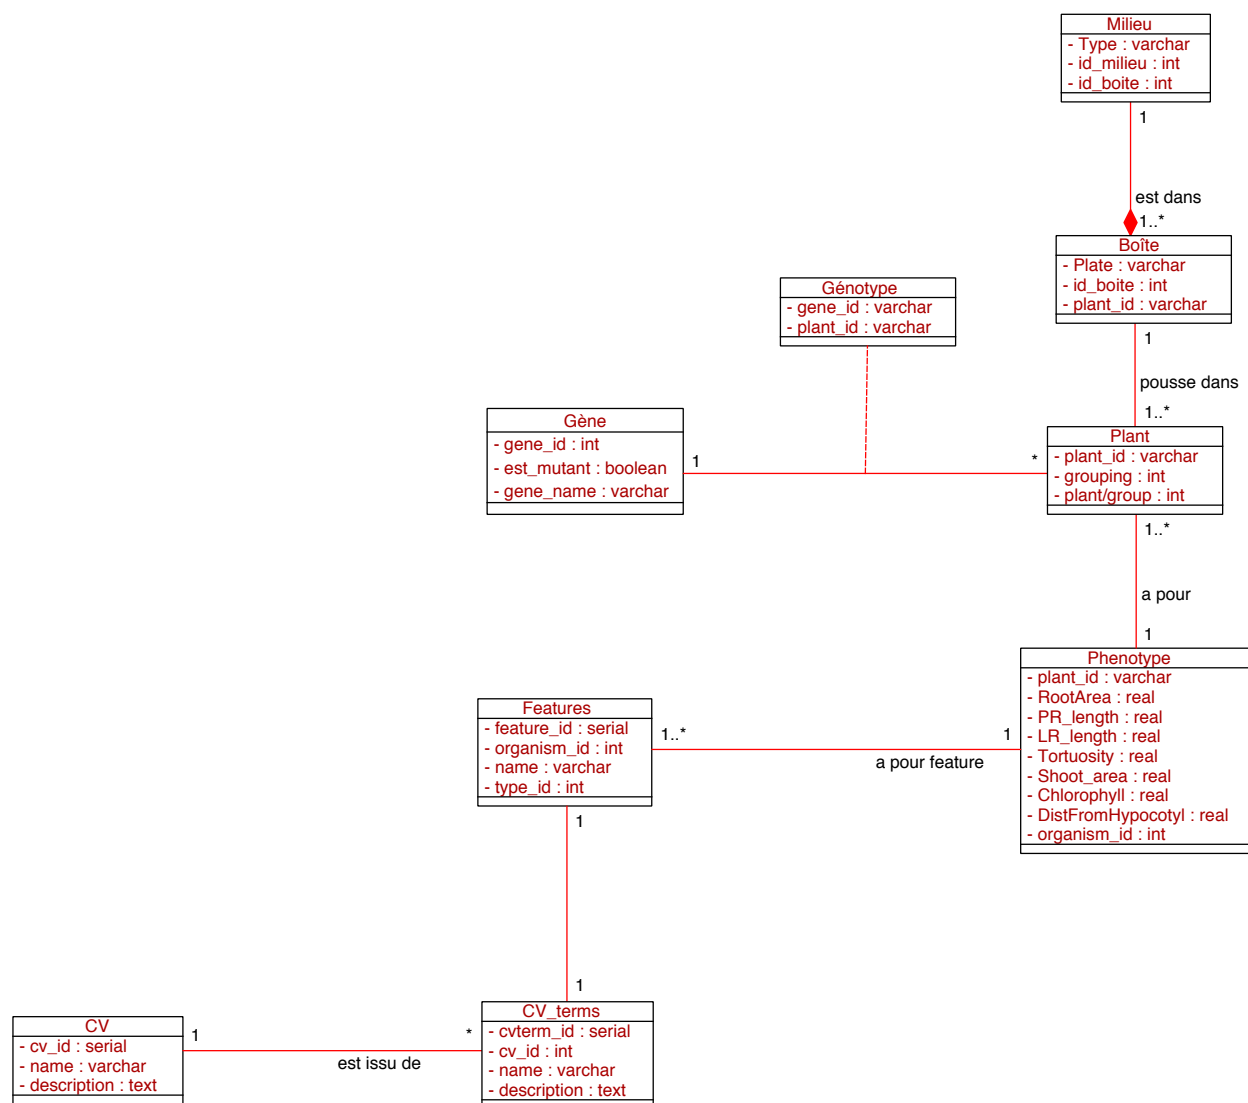 Milieu
- Type : varchar
- id_milieu : int
- id_boite : int
1
est dans
1..*
Boîte
- Plate : varchar
- id_boite : int
- plant_id : varchar
1
pousse dans
1..*
Génotype
- gene_id : varchar
- plant_id : varchar
Gène
- gene_id : int
- est_mutant : boolean
- gene_name : varchar
1
*
Plant
- plant_id : varchar
- grouping : int
- plant/group : int
1..*
a pour
1
Phenotype
- plant_id : varchar
- RootArea : real
- PR_length : real
- LR_length : real
- Tortuosity : real
- Shoot_area : real
- Chlorophyll : real
- DistFromHypocotyl : real
- organism_id : int
Features
- feature_id : serial
- organism_id : int
- name : varchar
- type_id : int
1..*
1
a pour feature
1
1
CV_terms
- cvterm_id : serial
- cv_id : int
- name : varchar
- description : text
CV
- cv_id : serial
- name : varchar
- description : text
1
*
est issu de